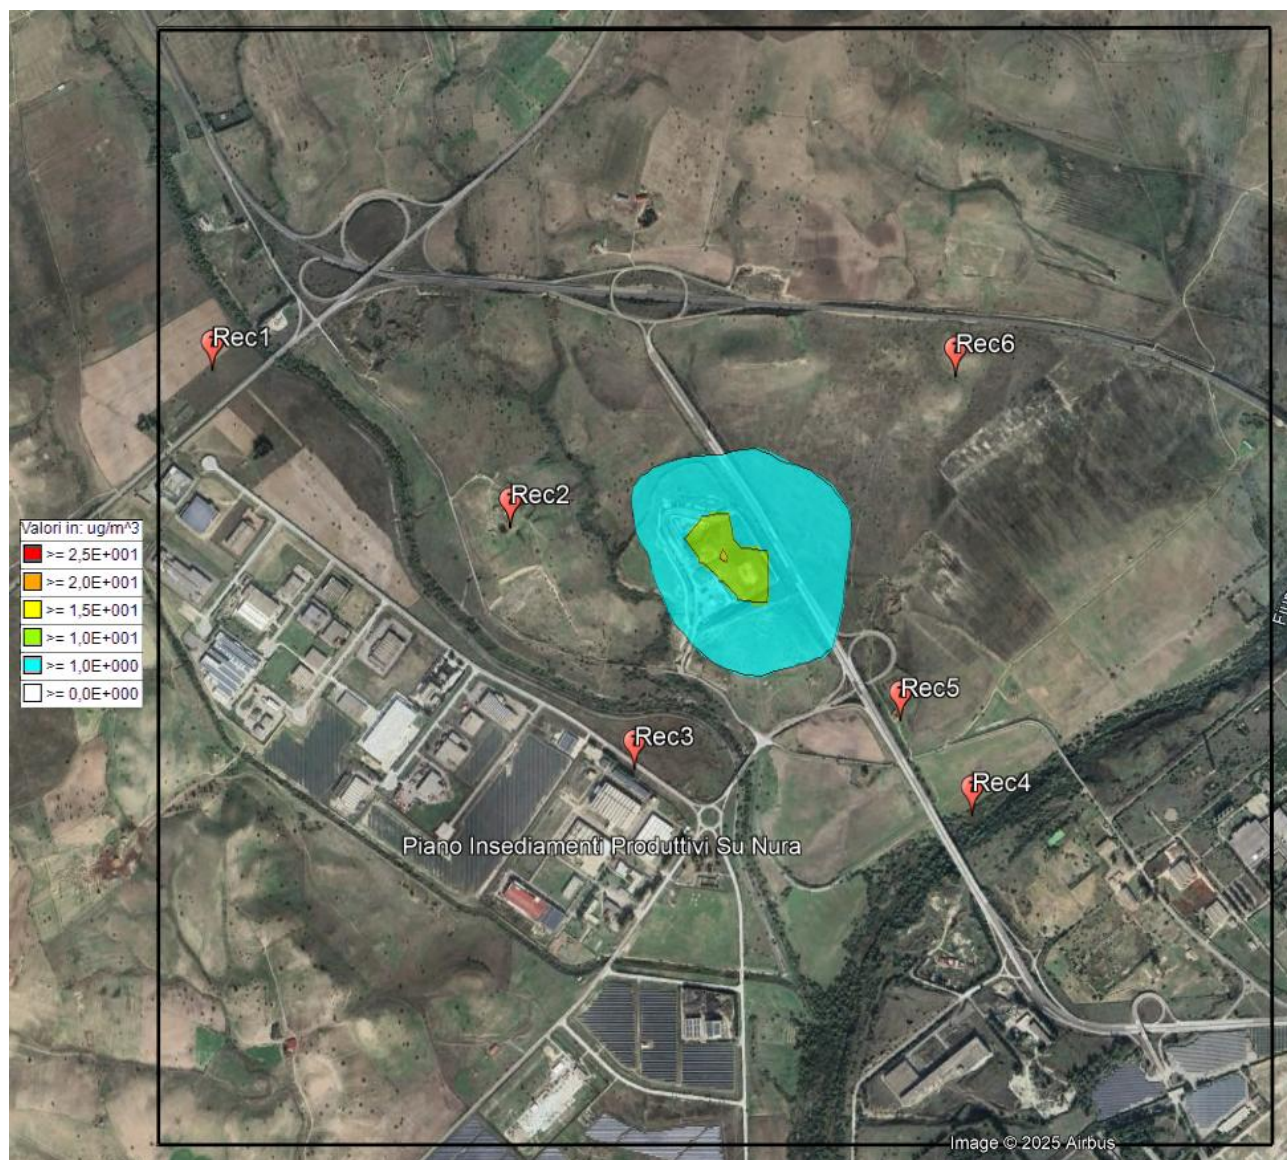 Rec1
Rec6
Rec2
Valori in: ug/m^3
>= 2,5E+001
>= 2,0E+001
>= 1,5E+001
>= 1,0E+001
>= 1,0E+000
>= 0,0E+000
Rec5
Rec3
Rec4
Piano Insediamenti Produttivi Su Nura
Image © 2025 Airbus